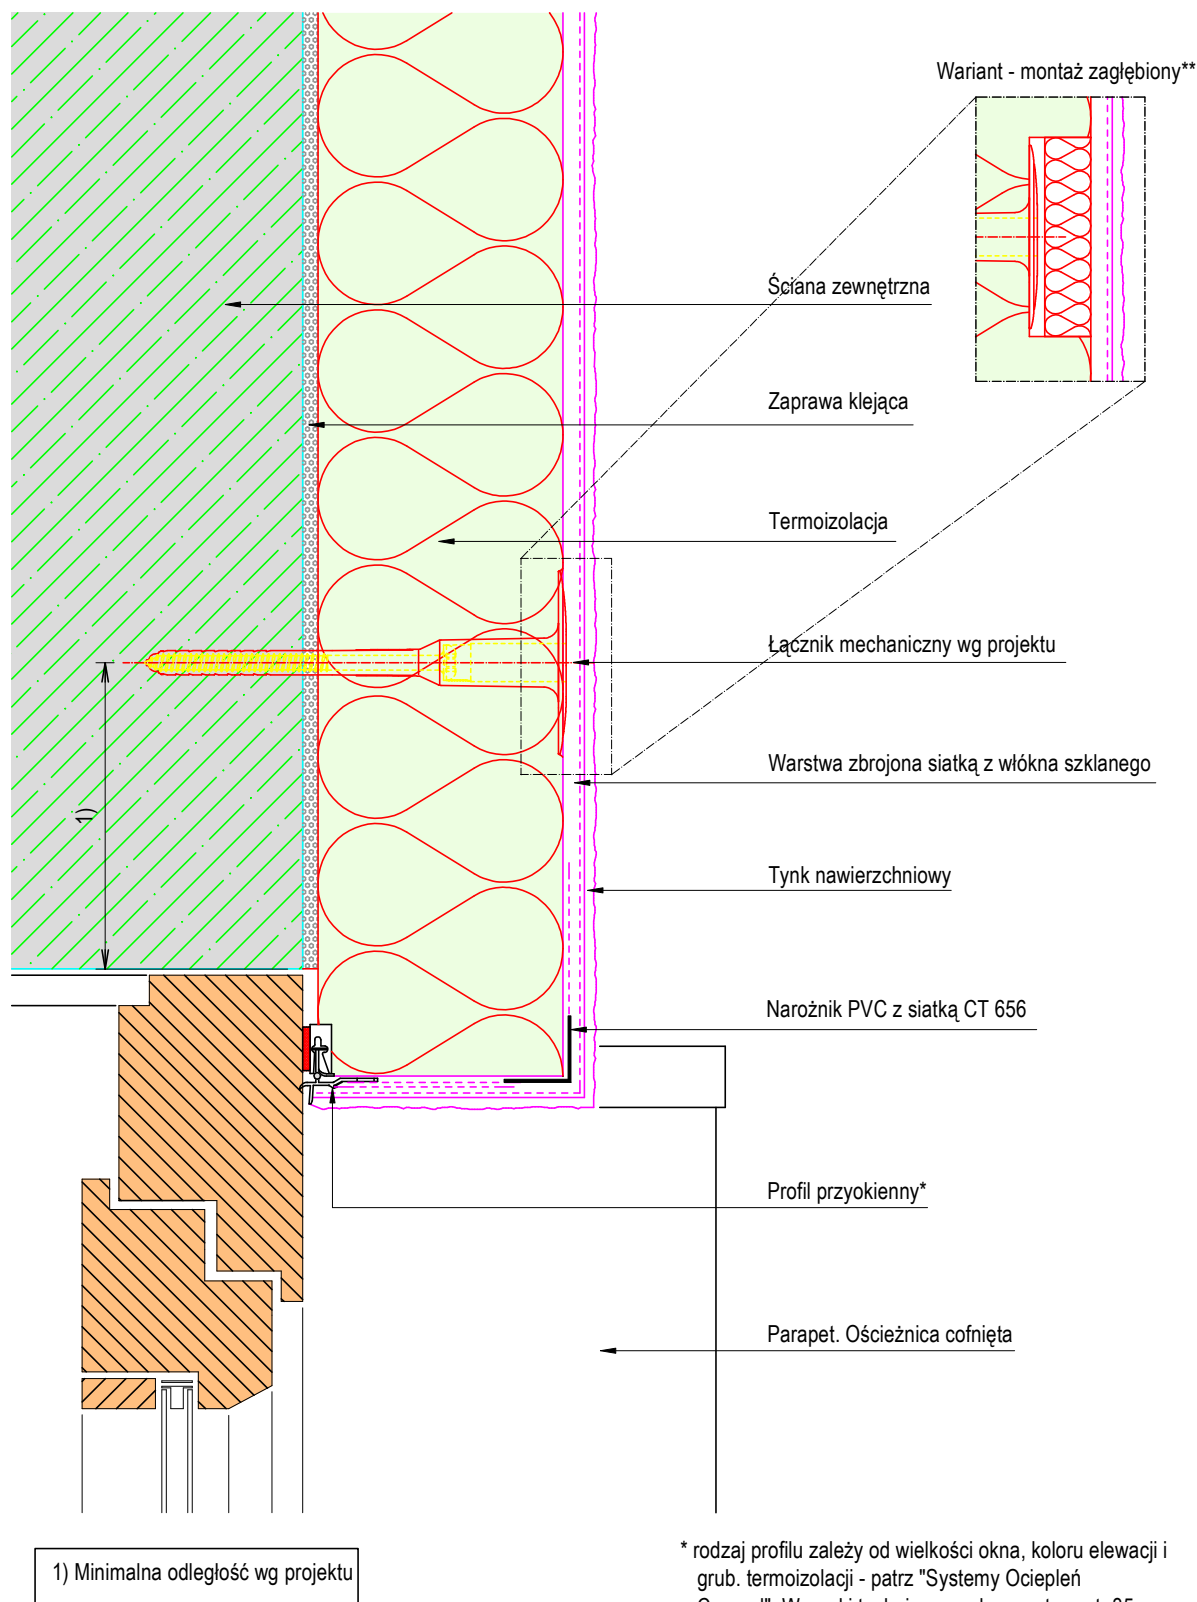 Wariant - montaż zagłębiony**
Ściana zewnętrzna
Zaprawa klejąca
Termoizolacja
Łącznik mechaniczny wg projektu
Warstwa zbrojona siatką z włókna szklanego
1)
Tynk nawierzchniowy
Narożnik PVC z siatką CT 656
Profil przyokienny*
Parapet. Ościeżnica cofnięta
1) Minimalna odległość wg projektu
* rodzaj profilu zależy od wielkości okna, koloru elewacji i
grub. termoizolacji - patrz "Systemy Ociepleń